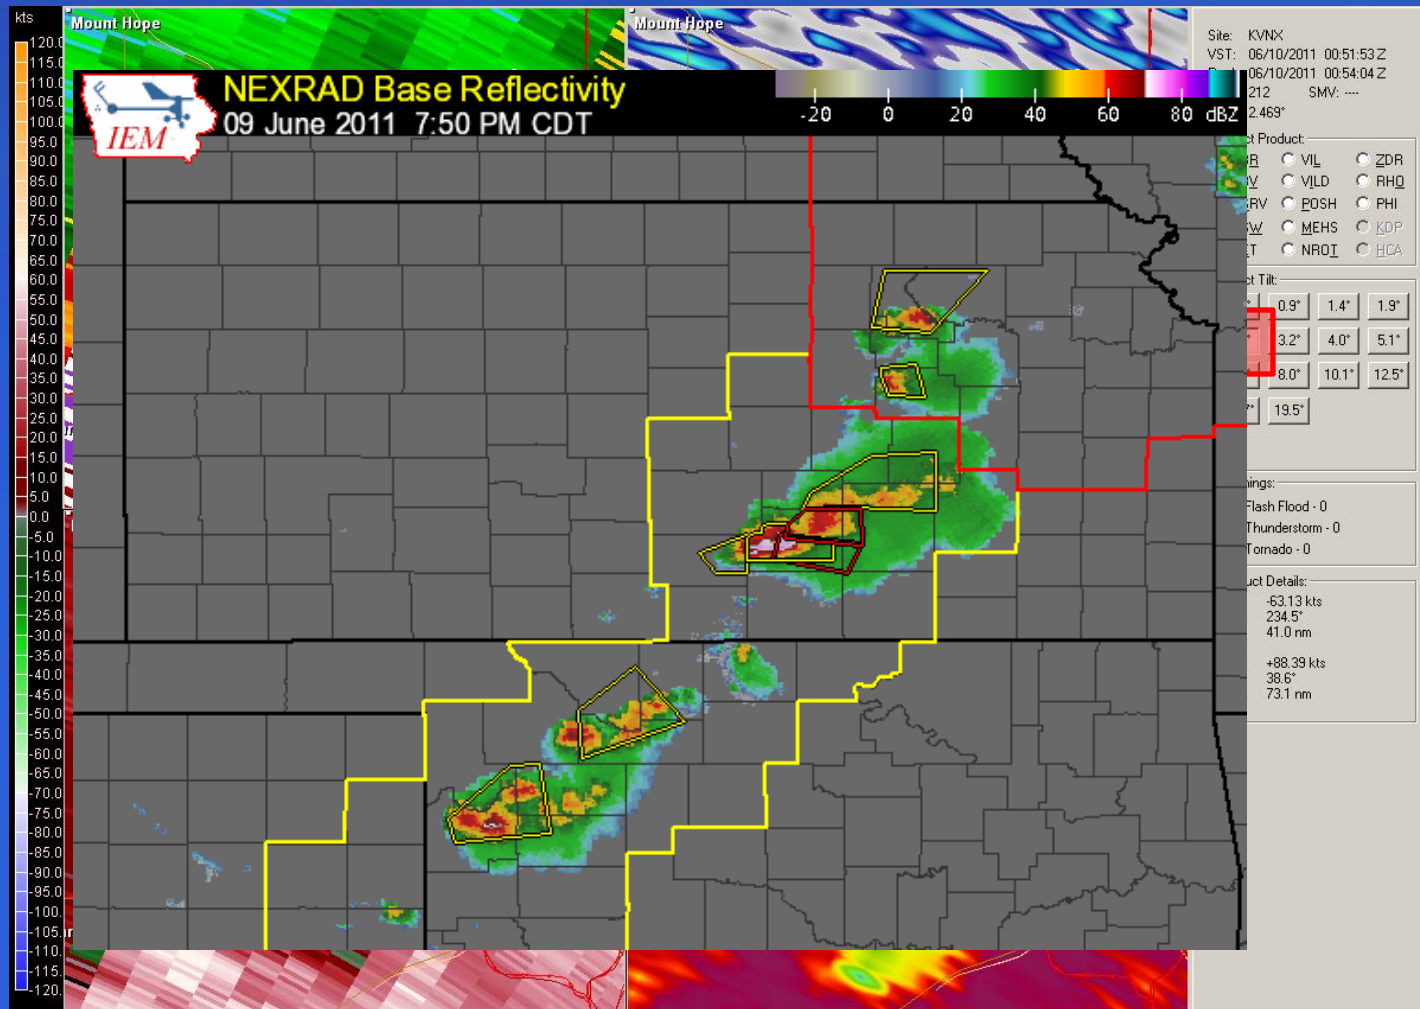 kts
Mount Hope
Mount Hope
Site: KVNX
VST: 06/10/2011 00:51:53 Z
06/10/2011 00:54:04 Z
212 SMV: ----
2.469°
NEXRAD Base Reflectivity
09 June 2011 7:50 PM CDT
IEM
-20 0 20 40 60 80 dBZ
120.0
115.0
110.0
105.0
100.0
95.0
90.0
85.0
80.0
75.0
70.0
65.0
60.0
55.0
50.0
45.0
40.0
35.0
30.0
25.0
20.0
15.0
10.0
5.0
0.0
-5.0
-10.0
-15.0
-20.0
-25.0
-30.0
-35.0
-40.0
-45.0
-50.0
-55.0
-60.0
-65.0
-70.0
-75.0
-80.0
-85.0
-90.0
-95.0
-100.
-105.
-110.
-115.
-120.
Product:
VIL ZDR
VILD RHO
POSH PHI
MEHS KDP
NROT HCA
Tilt:
0.9° 1.4° 1.9°
3.2° 4.0° 5.1°
8.0° 10.1° 12.5°
19.5°
Flash Flood - 0
Thunderstorm - 0
Tornado - 0
Details:
-63.13 kts
234.5°
41.0 nm
+88.39 kts
38.6°
73.1 nm